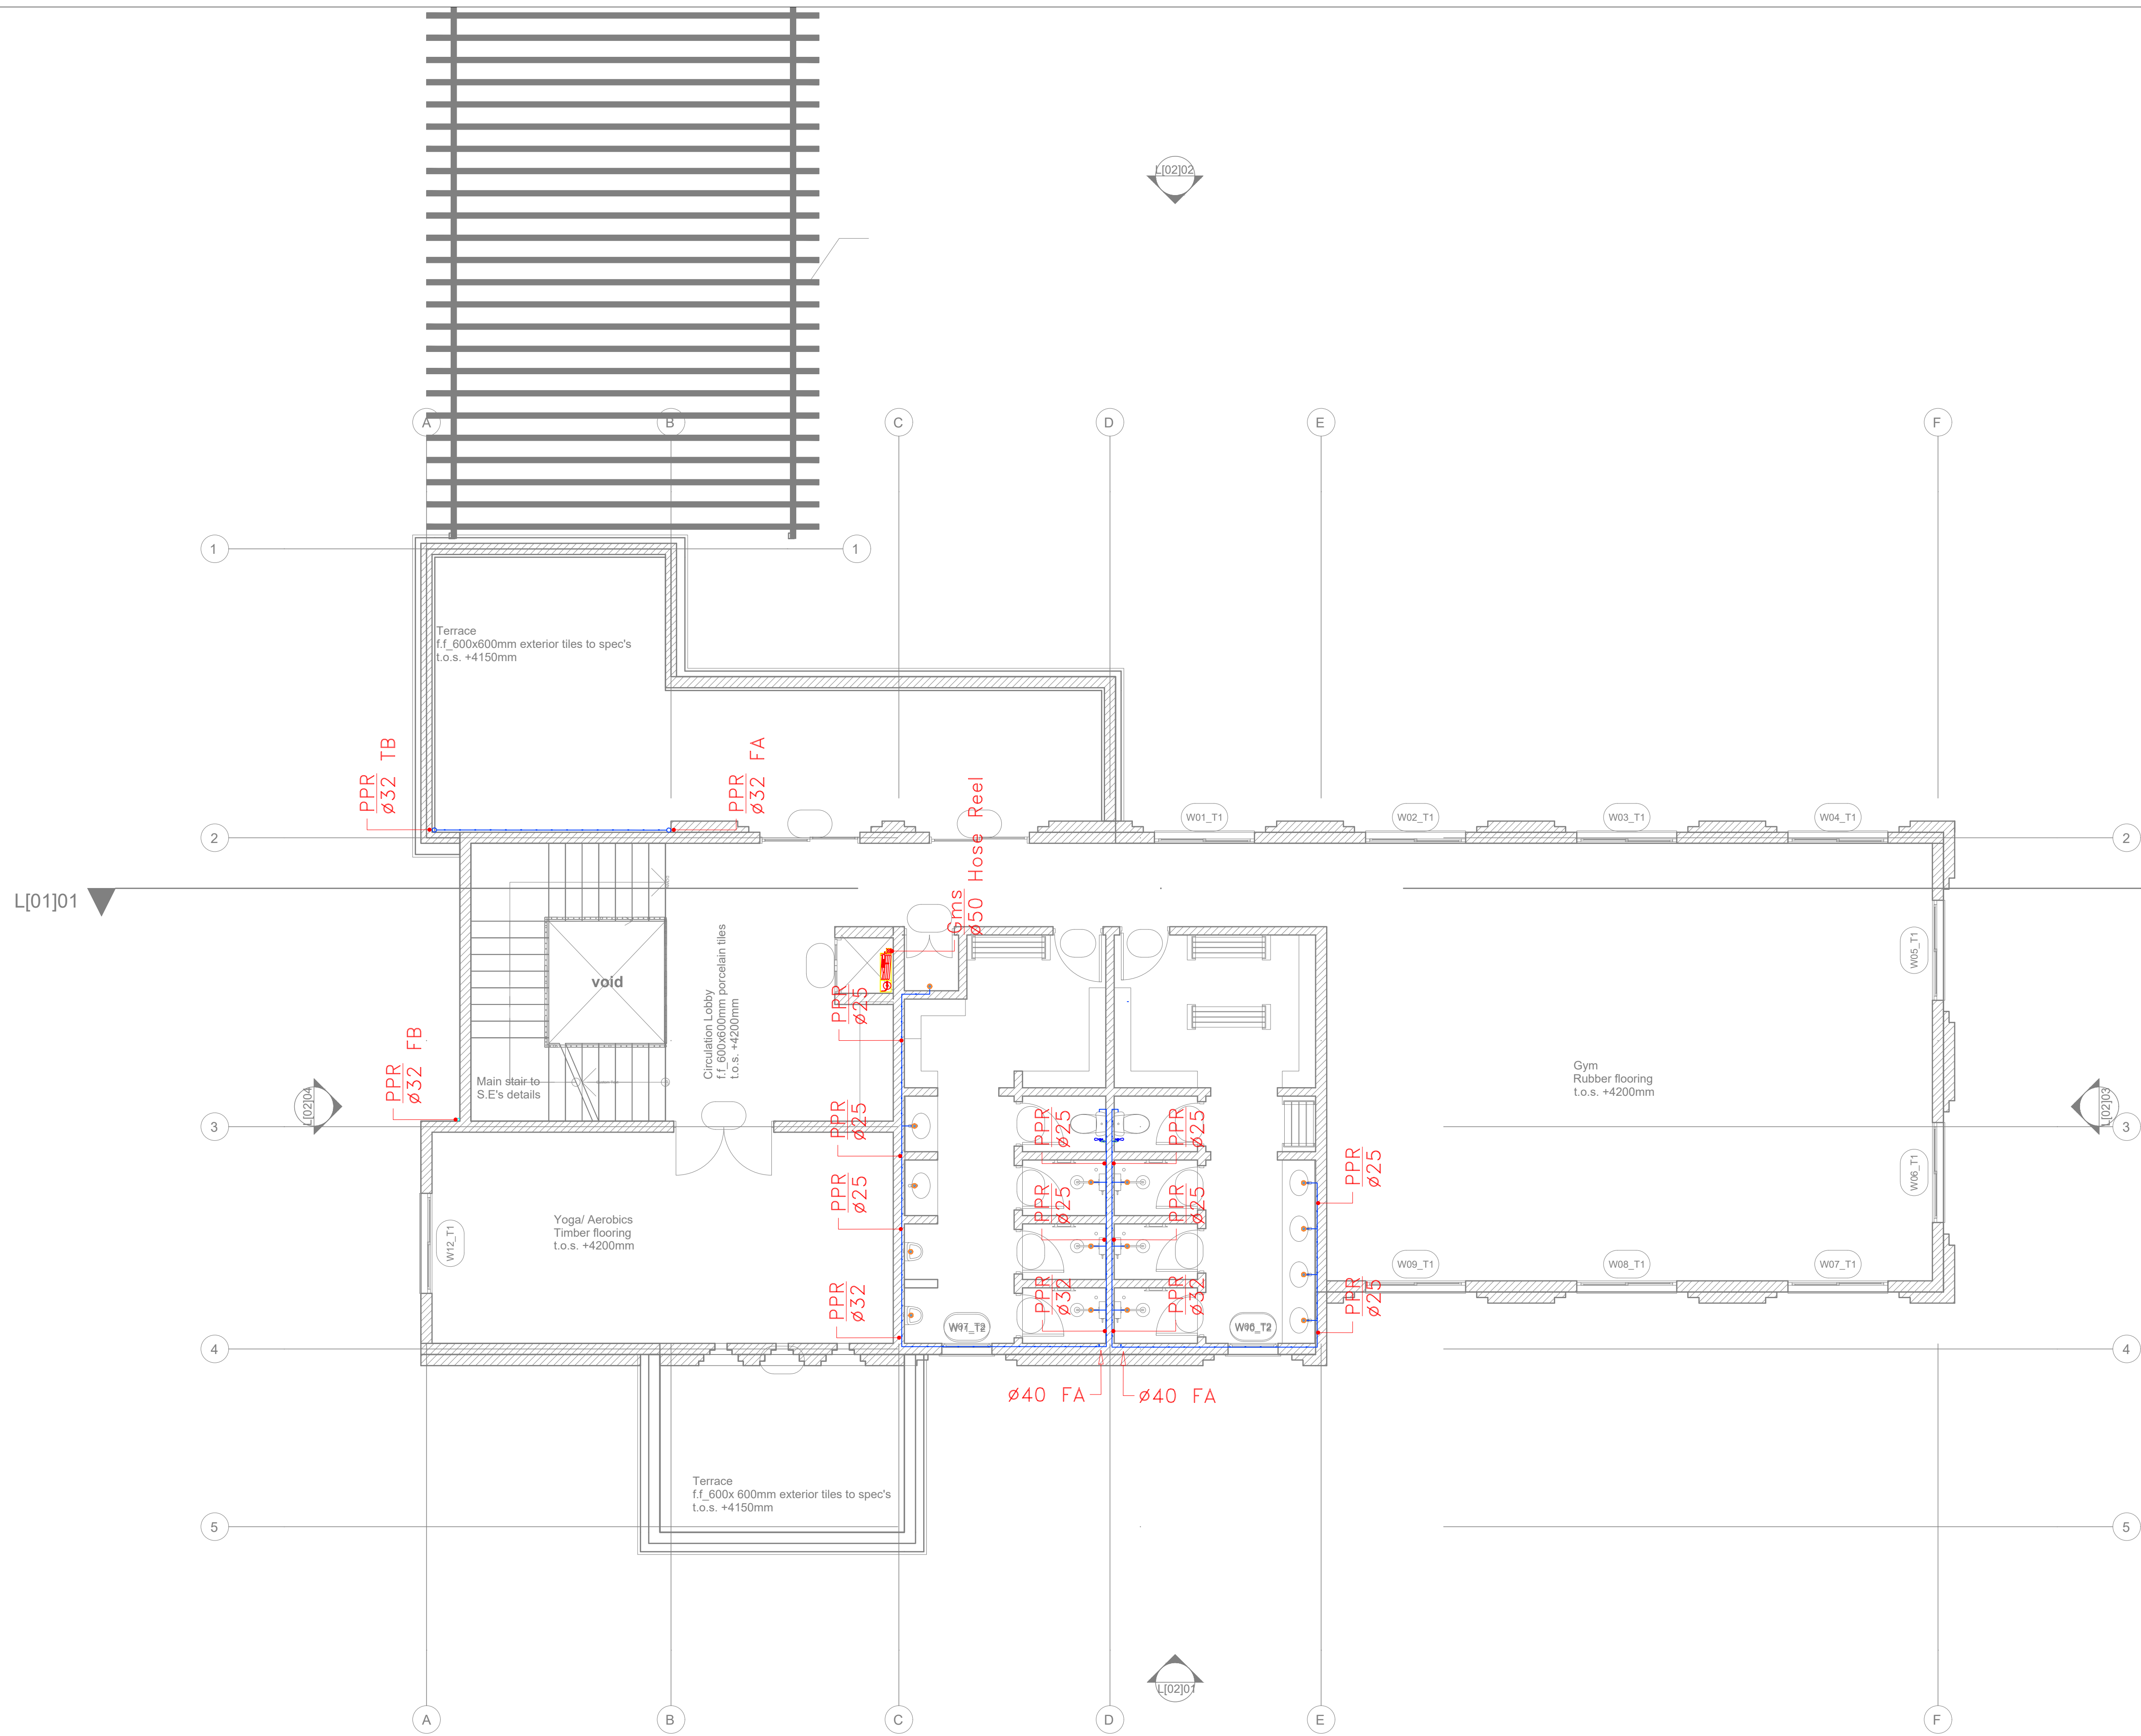 L[02]02
A
B
C
D
E
F
1
1
Terrace
f.f_600x600mm exterior tiles to spec's
t.o.s. +4150mm
PPR
ø32 TB
PPR
ø32 FA
Gms
ø50 Hose Reel
W01_T1
W02_T1
W03_T1
W04_T1
2
2
L[01]01
void
Circulation Lobby
f.f_600x600mm porcelain tiles
t.o.s. +4200mm
W05_T1
PPR
ø25
PPR
ø32 FB
Main stair to
S.E's details
Gym
Rubber flooring
t.o.s. +4200mm
L[02]04
L[02]03
3
3
PPR
ø25
PPR
ø25
PPR
ø25
PPR
ø25
W06_T1
PPR
ø25
PPR
ø25
PPR
ø25
Yoga/ Aerobics
Timber flooring
t.o.s. +4200mm
W12_T1
W09_T1
W08_T1
W07_T1
PPR
ø32
PPR
ø32
PPR
ø32
PPR
ø25
4
4
ø40 FA
ø40 FA
Terrace
f.f_600x 600mm exterior tiles to spec's
t.o.s. +4150mm
5
5
L[02]01
A
B
C
D
E
F